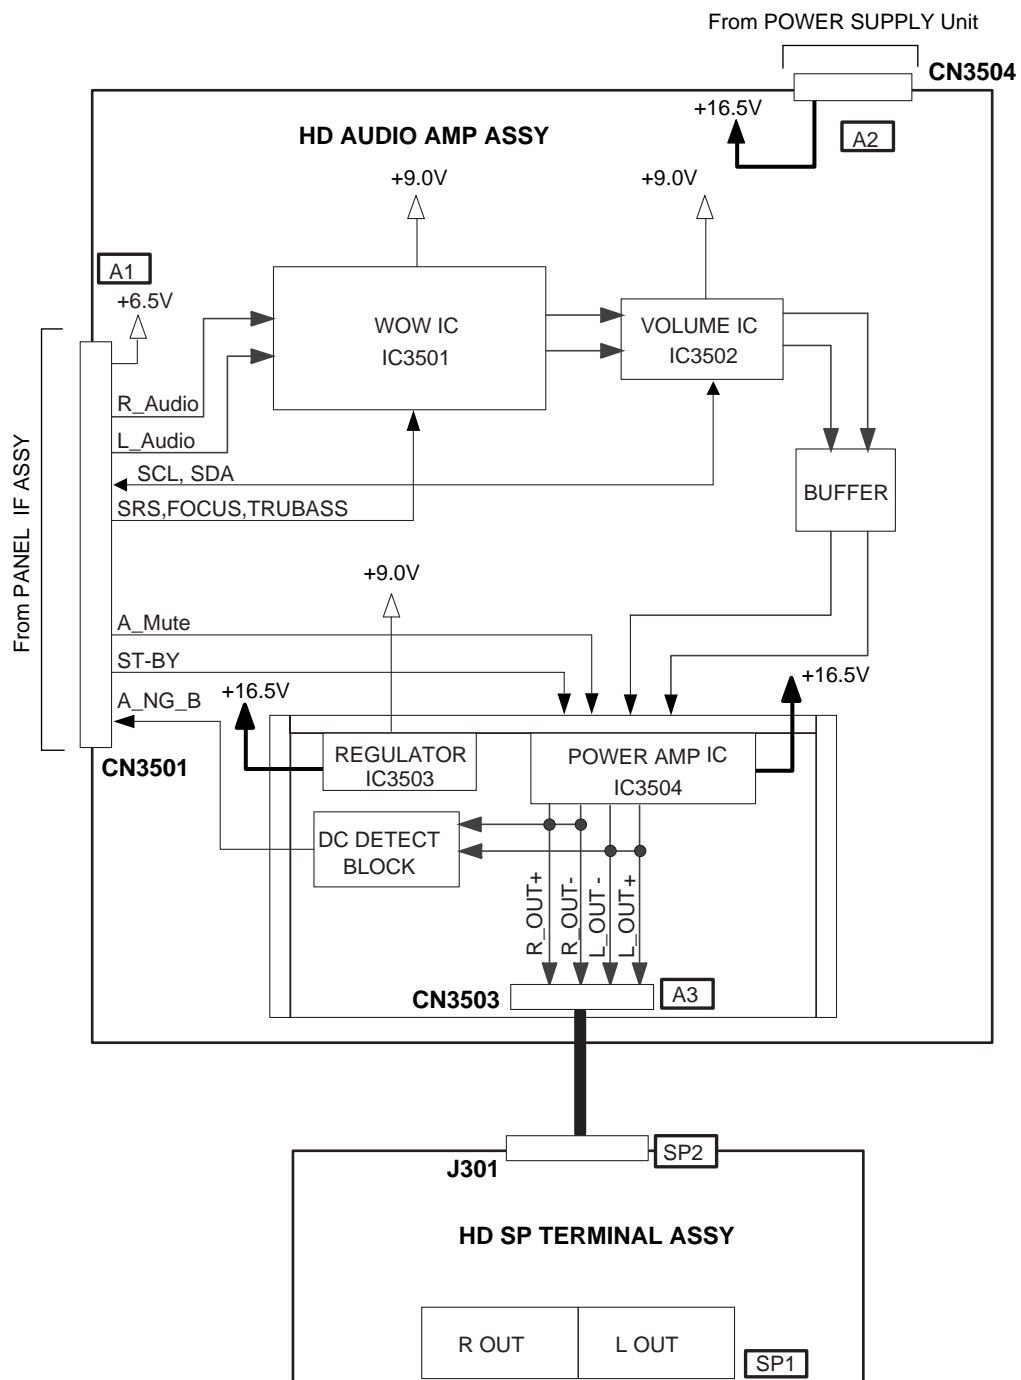 From POWER SUPPLY Unit
CN3504
+16.5V
A2
HD AUDIO AMP ASSY
+9.0V
+9.0V
A1
+6.5V
WOW IC
IC3501
VOLUME IC
IC3502
R_Audio
L_Audio
SCL, SDA
SRS,FOCUS,TRUBASS
BUFFER
From PANEL IF ASSY
+9.0V
A_Mute
ST-BY
A_NG_B
+16.5V
+16.5V
CN3501
REGULATOR
IC3503
POWER AMP IC
IC3504
DC DETECT
BLOCK
R_OUT+
R_OUT-
L_OUT -
L_OUT+
CN3503
A3
J301
SP2
HD SP TERMINAL ASSY
R OUT
L OUT
SP1